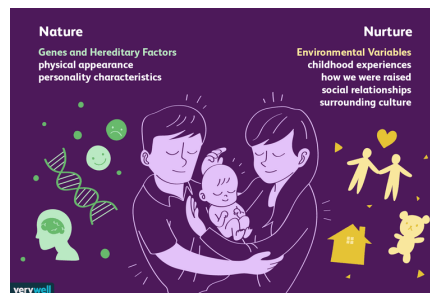 Nature
Genes and Hereditary Factors
physical appearance
personality characteristics
Nurture
Environmental Variables
childhood experiences
how we were raised
social relationships
surrounding culture
verywell